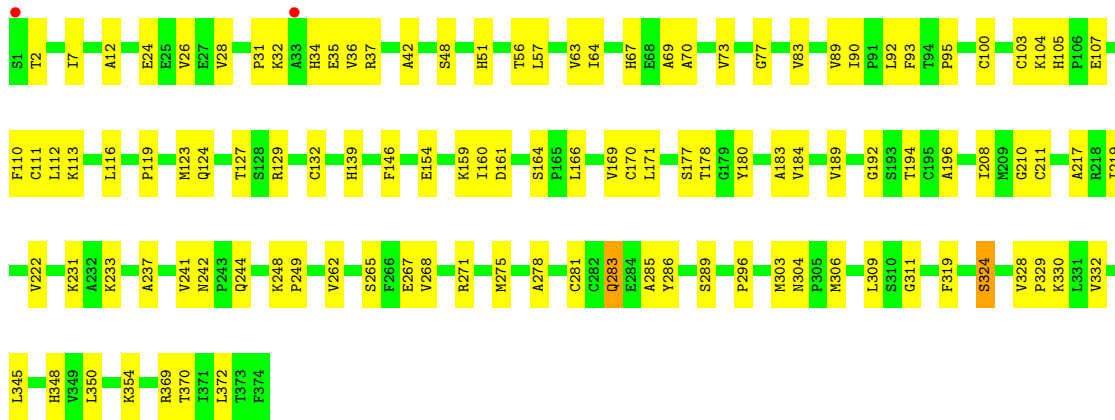 S1 T2 I7 A12 E24 E25 V26 E27 V28 P31 K32 A33 H34 E35 V36 R37 A42 S48 H51 T56 L57 V63 I64 H67 E68 A69 A70 V73 G77 V83 V89 I90 P91 L92 F93 T94 P95 C100 C103 K104 H105 P106 E107
F110 C111 L112 K113 L116 P119 M123 Q124 T127 S128 R129 C132 H139 F146 E154 K159 I160 D161 S164 P165 L166 V169 C170 L171 S177 T178 G179 Y180 A183 V184 V189 G192 S193 T194 C195 A196 I208 M209 G210 C211 A217 R218 I219
V222 K231 A232 K233 A237 V241 N242 P243 Q244 K248 P249 V262 S265 F266 E267 V268 R271 M275 A278 C281 C282 Q283 E284 A285 Y286 S289 P296 M303 N304 P305 M306 L309 S310 G311 F319 S324 V328 P329 K330 L331 V332
L345 H348 V349 L350 K354 R369 T370 I371 L372 T373 F374